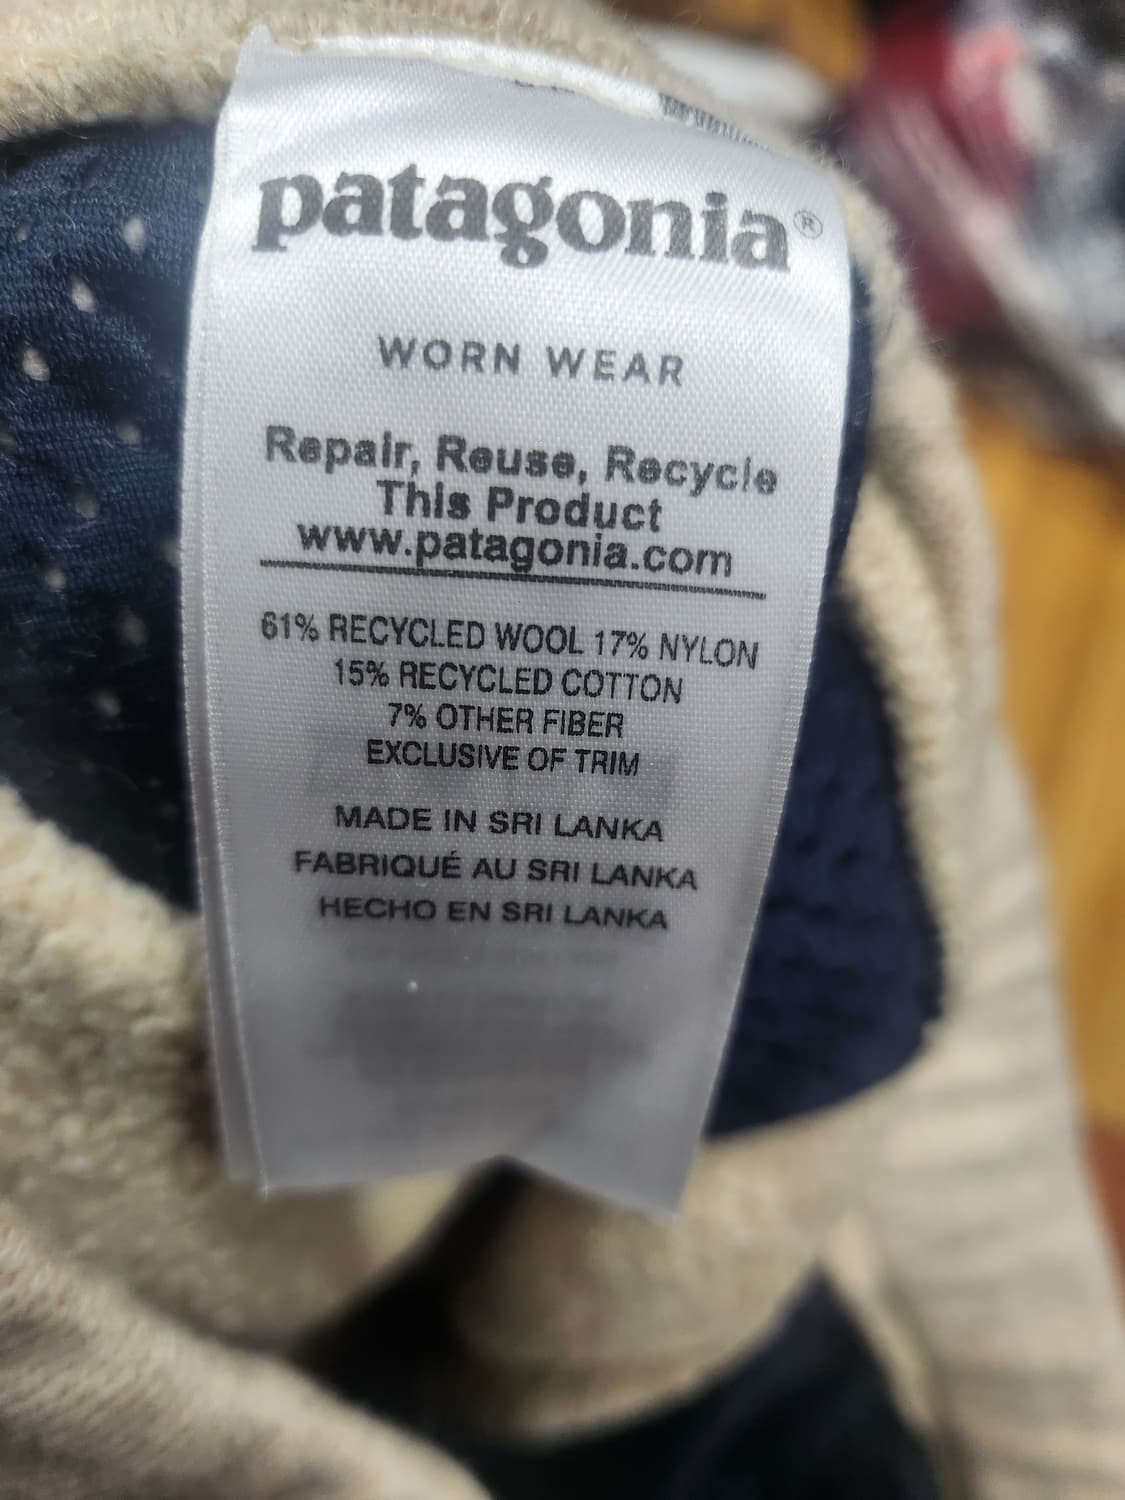 patagonia®
WORN WEAR
Repair, Reuse, Recycle
This Product
www.patagonia.com
61% RECYCLED WOOL 17% NYLON
15% RECYCLED COTTON
7% OTHER FIBER
EXCLUSIVE OF TRIM
MADE IN SRI LANKA
FABRIQUÉ AU SRI LANKA
HECHO EN SRI LANKA